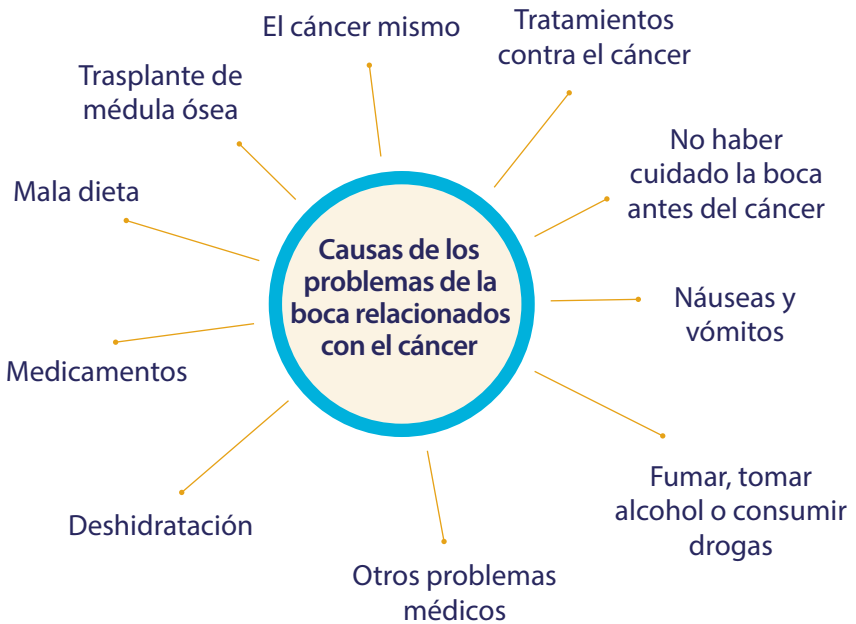 El cáncer mismo
Tratamientos
contra el cáncer
Trasplante de
médula ósea
No haber
cuidado la boca
antes del cáncer
Mala dieta
Causas de los
problemas de la
boca relacionados
con el cáncer
Náuseas y
vómitos
Medicamentos
Fumar, tomar
alcohol o consumir
drogas
Deshidratación
Otros problemas
médicos